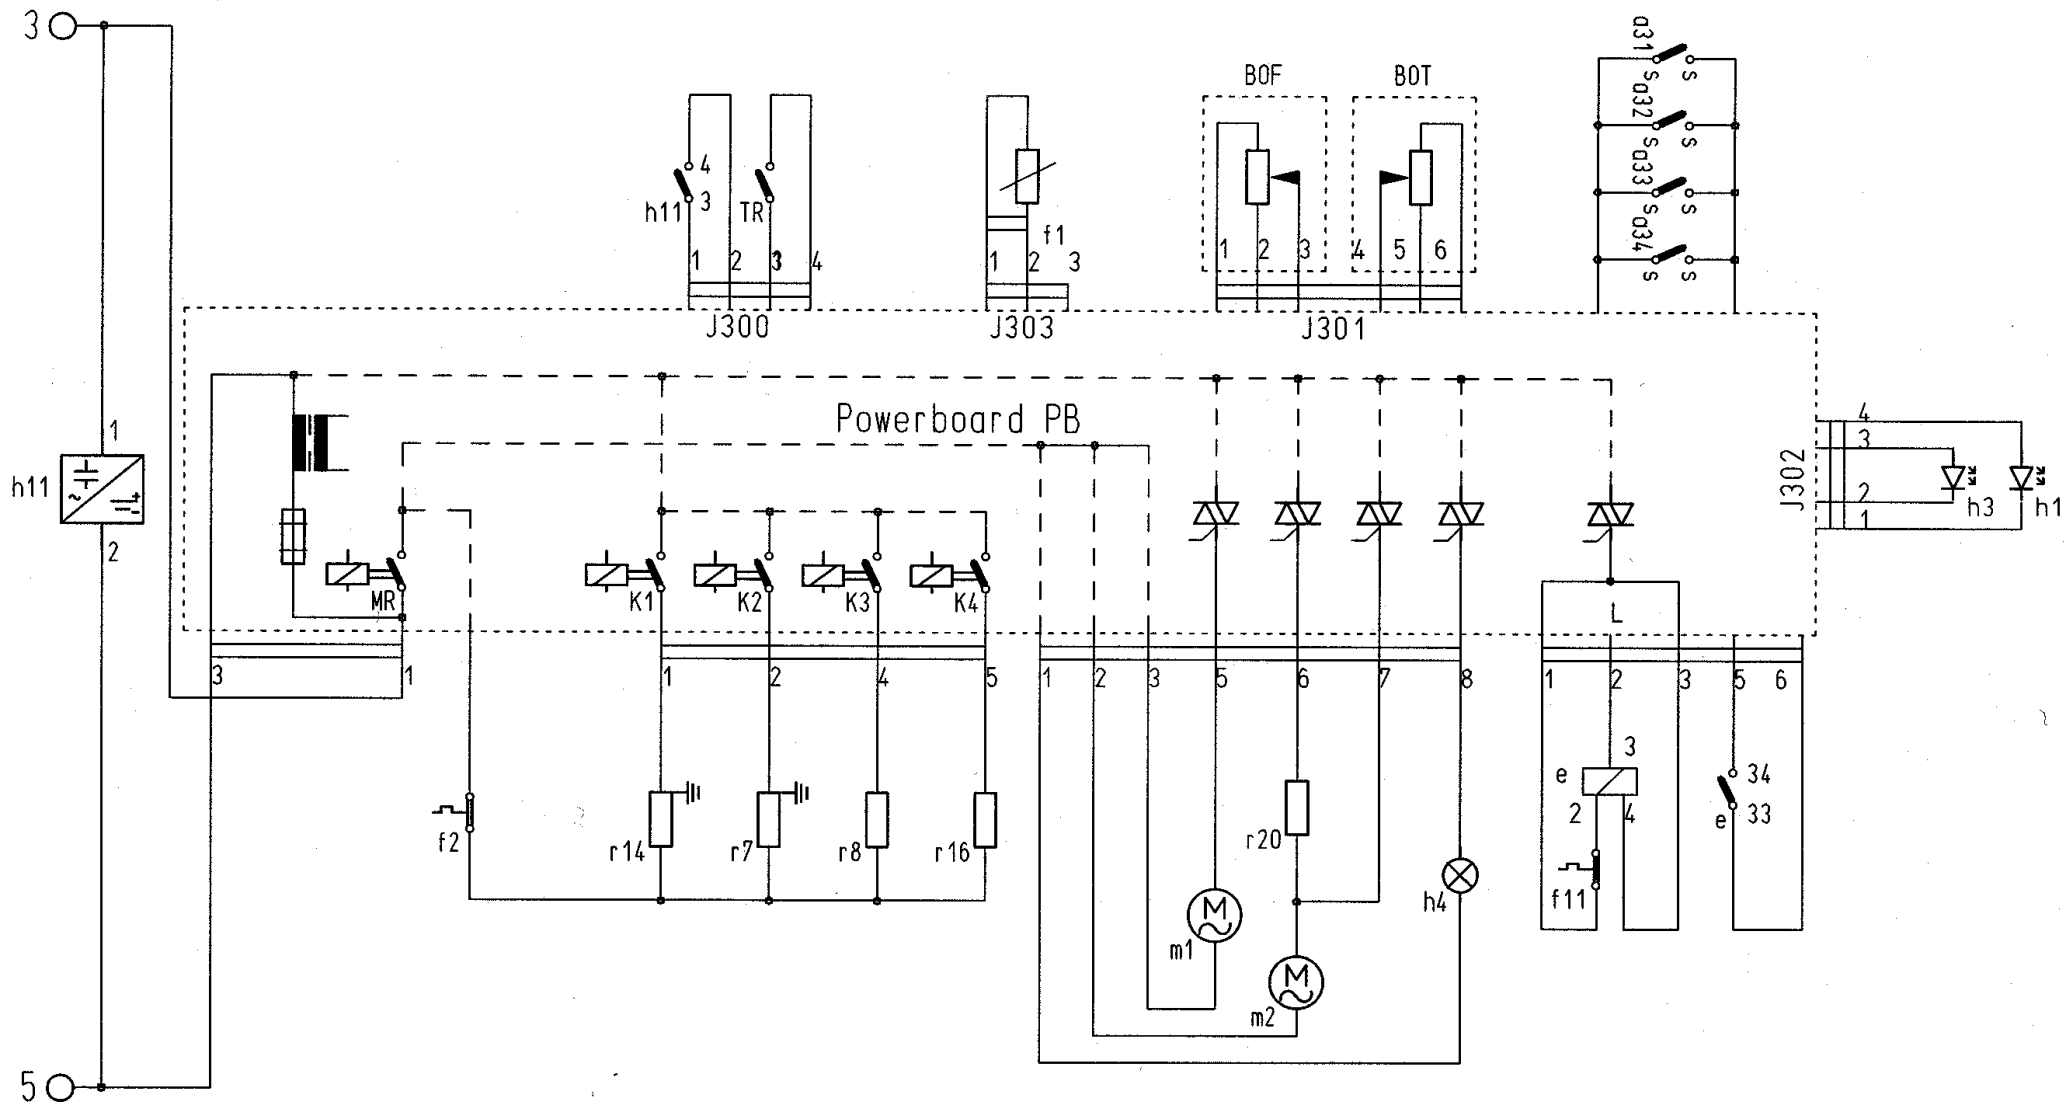 3
a31
s s
a32
s s
a33
s s
a34
s s
BOF
BOT
4
h11 3
TR
f1
1 2 3 4
1 2 3
1 2 3
4 5 6
J300
J303
J301
Powerboard PB
1
h11
2
J302
4
3
2
1
h3
h1
MR
K1
K2
K3
K4
L
3 1
1 2 4 5
1 2 3 5 6 7 8
1 2 3 5 6
3
e
2 4
34
e 33
f2
r14
r7
r8
r16
r20
h4
f11
M
m1
M
m2
5